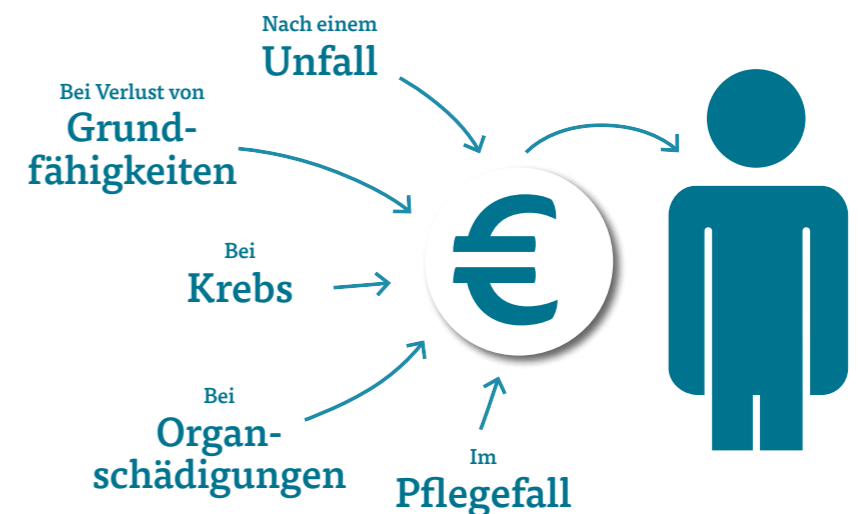 Nach einem
Unfall
Bei Verlust von
Grund-
fähigkeiten
Bei
Krebs
€
Bei
Organ-
schädigungen
Im
Pflegefall